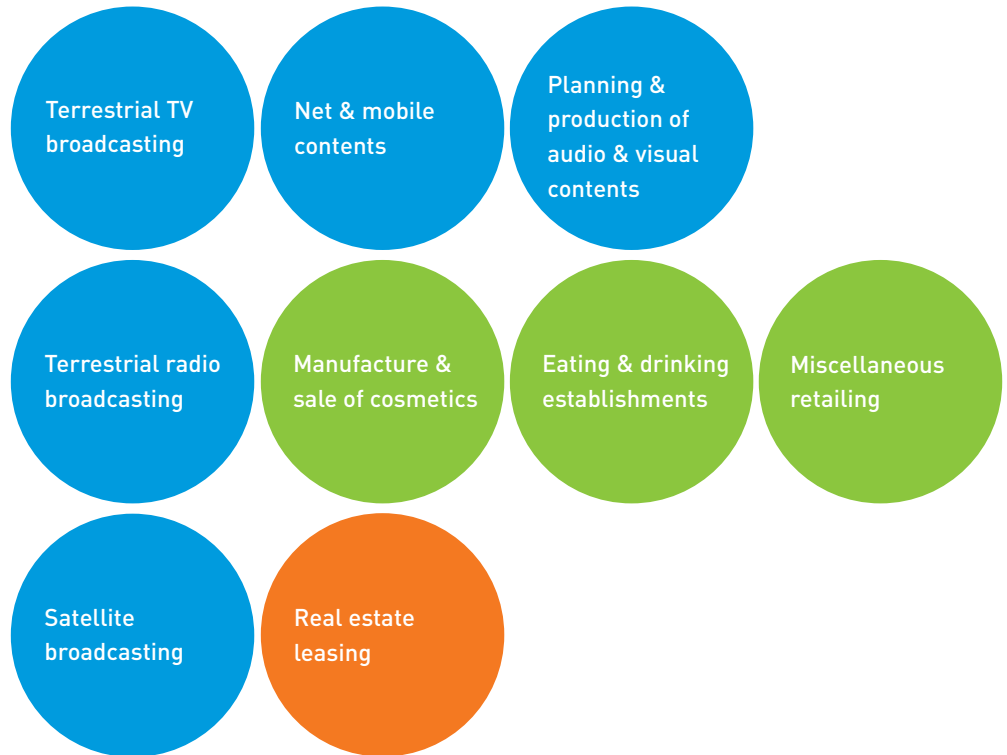 Terrestrial TV
broadcasting
Net & mobile
contents
Planning &
production of
audio & visual
contents
Terrestrial radio
broadcasting
Manufacture &
sale of cosmetics
Eating & drinking
establishments
Miscellaneous
retailing
Satellite
broadcasting
Real estate
leasing